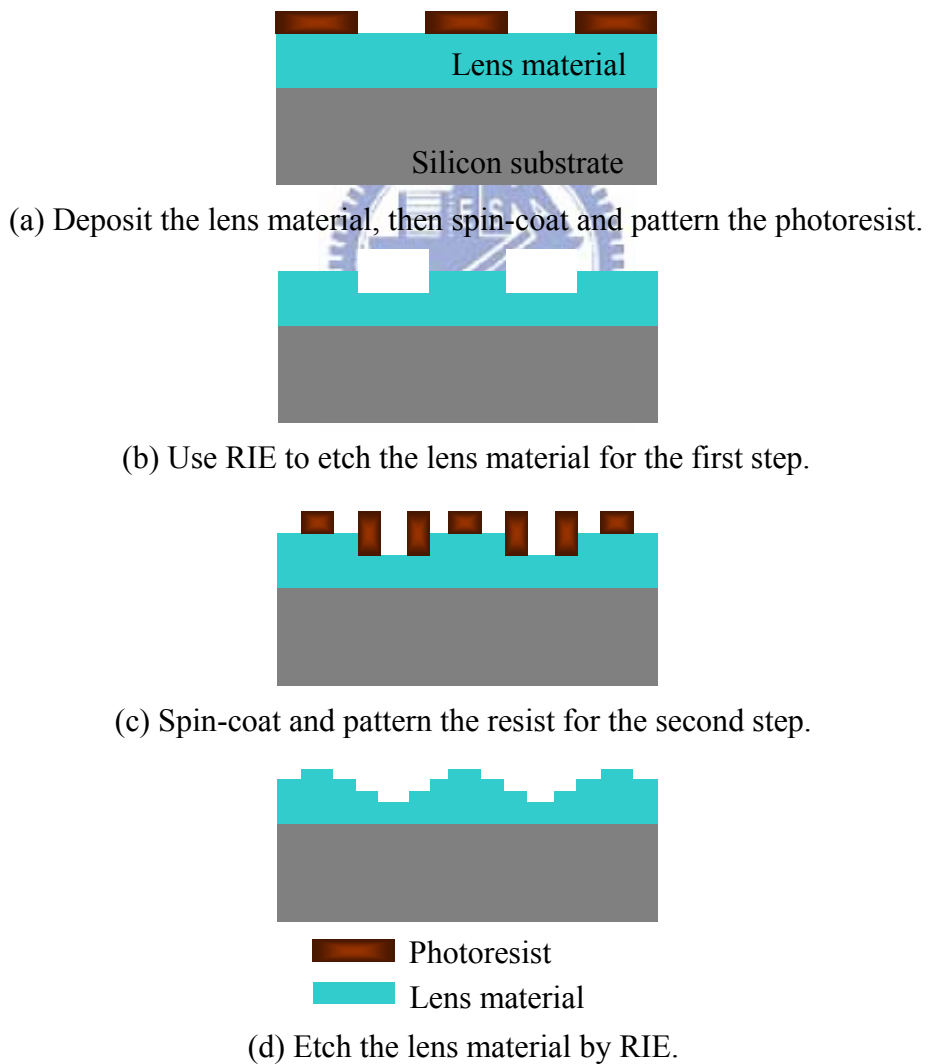 Lens material
Silicon substrate
(a) Deposit the lens material, then spin-coat and pattern the photoresist.
(b) Use RIE to etch the lens material for the first step.
(c) Spin-coat and pattern the resist for the second step.
Photoresist
Lens material
(d) Etch the lens material by RIE.